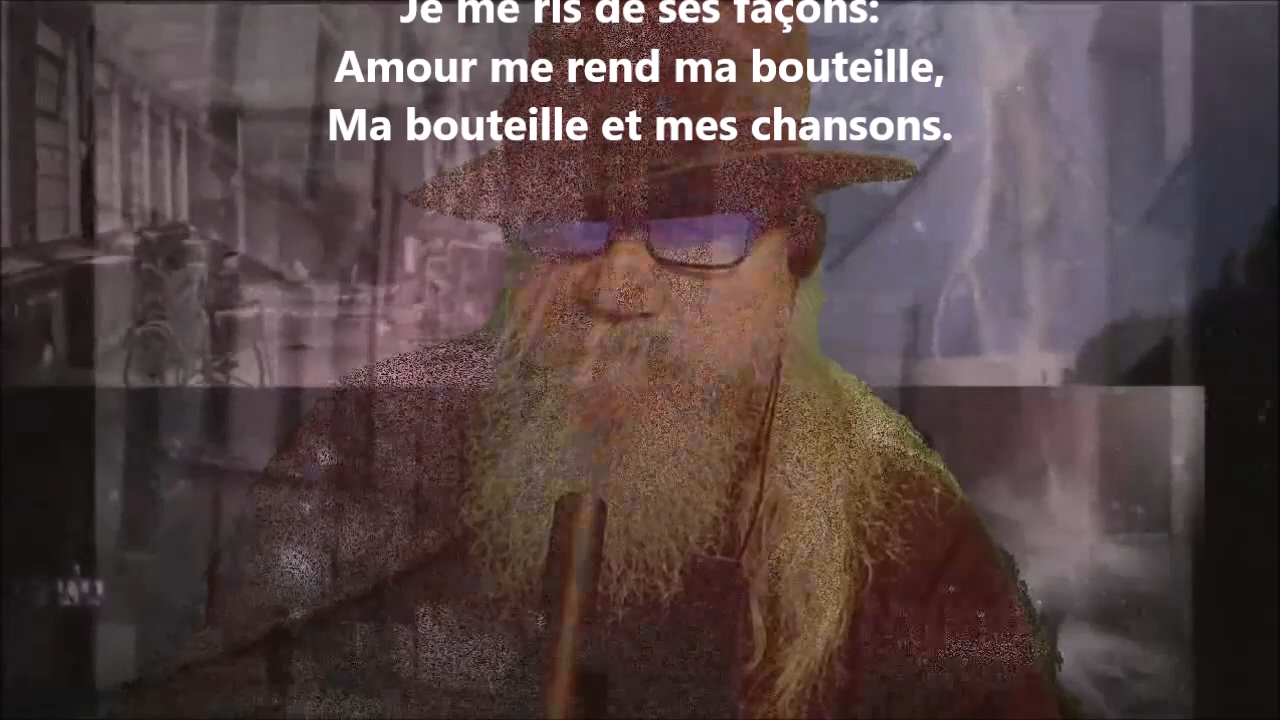 Je me ris de ses façons:
Amour me rend ma bouteille,
Ma bouteille et mes chansons.